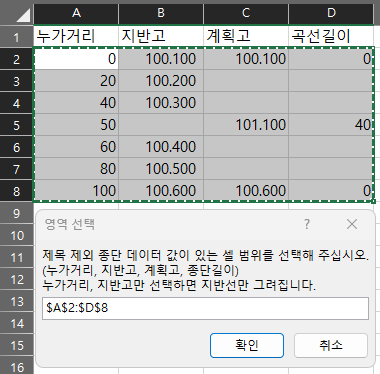 A B C D
1 누가거리 지반고 계획고 곡선길이
2 0 100.100 100.100 0
3 20 100.200
4 40 100.300
5 50 101.100 40
6 60 100.400
7 80 100.500
8 100 100.600 100.600 0
9
10
11
12
13
14
15
16
영역 선택 ? ×
제목 제외 종단 데이터 값이 있는 셀 범위를 선택해 주십시오.
(누가거리, 지반고, 계획고, 종단길이)
누가거리, 지반고만 선택하면 지반선만 그려집니다.
$A$2:$D$8
확인 취소